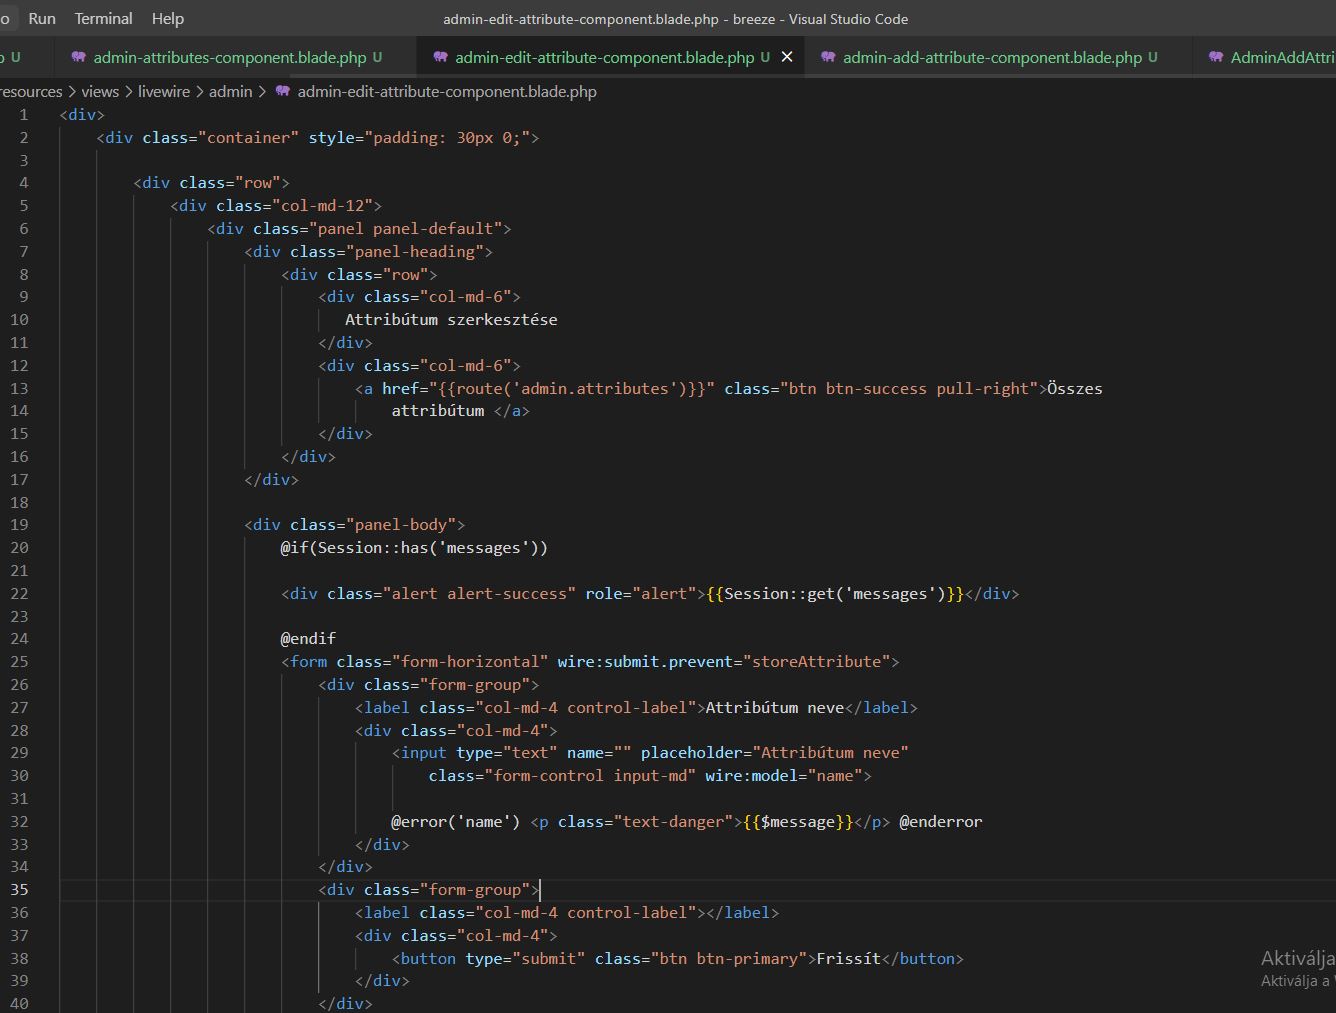 o Run Terminal Help admin-edit-attribute-component.blade.php - breeze - Visual Studio Code
p U admin-attributes-component.blade.php U admin-edit-attribute-component.blade.php U × admin-add-attribute-component.blade.php U AdminAddAttri
resources > views > livewire > admin > admin-edit-attribute-component.blade.php
1 <div>
2 <div class="container" style="padding: 30px 0;">
3
4 <div class="row">
5 <div class="col-md-12">
6 <div class="panel panel-default">
7 <div class="panel-heading">
8 <div class="row">
9 <div class="col-md-6">
10 Attribútum szerkesztése
11 </div>
12 <div class="col-md-6">
13 <a href="{{route('admin.attributes')}}" class="btn btn-success pull-right">Összes
14 attribútum </a>
15 </div>
16 </div>
17 </div>
18
19 <div class="panel-body">
20 @if(Session::has('messages'))
21
22 <div class="alert alert-success" role="alert">{{Session::get('messages')}}</div>
23
24 @endif
25 <form class="form-horizontal" wire:submit.prevent="storeAttribute">
26 <div class="form-group">
27 <label class="col-md-4 control-label">Attribútum neve</label>
28 <div class="col-md-4">
29 <input type="text" name="" placeholder="Attribútum neve"
30 class="form-control input-md" wire:model="name">
31
32 @error('name') <p class="text-danger">{{$message}}</p> @enderror
33 </div>
34 </div>
35 <div class="form-group">
36 <label class="col-md-4 control-label"></label>
37 <div class="col-md-4">
38 <button type="submit" class="btn btn-primary">Frissít</button>
39 </div>
40 </div>
Aktiválja
Aktiválja a